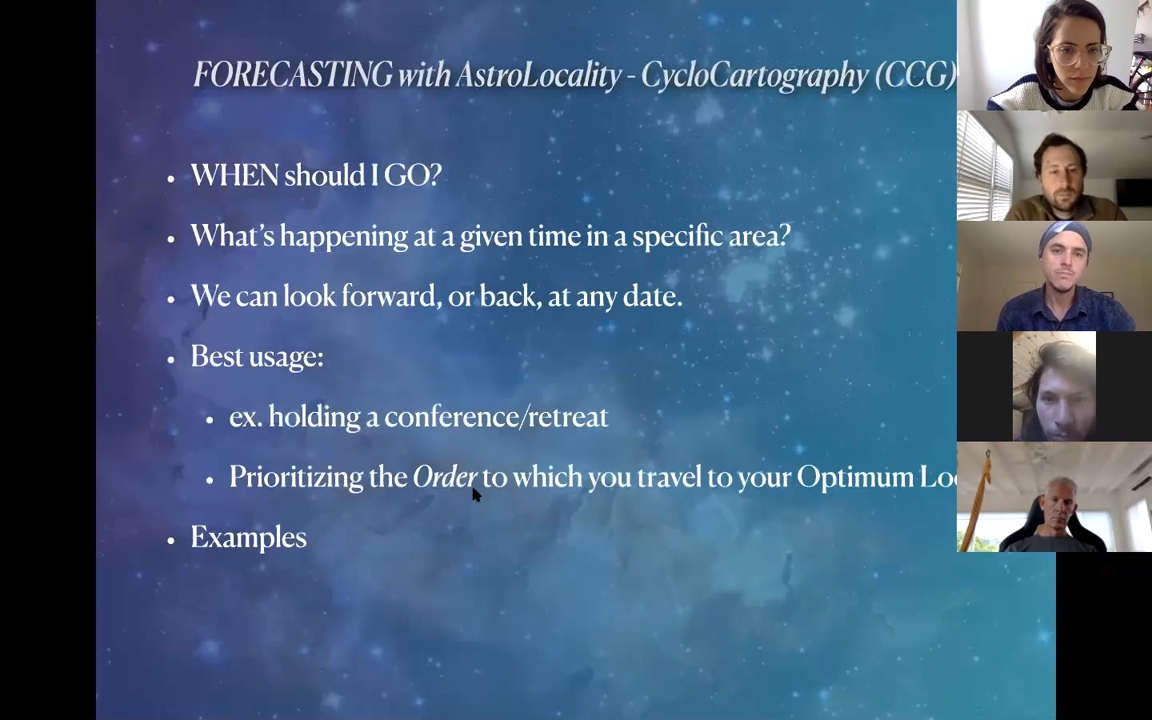 FORECASTING with AstroLocality - CycloCartography (CCG)
• WHEN should I GO?
• What's happening at a given time in a specific area?
• We can look forward, or back, at any date.
• Best usage:
• ex. holding a conference/retreat
• Prioritizing the Order to which you travel to your Optimum
• Examples